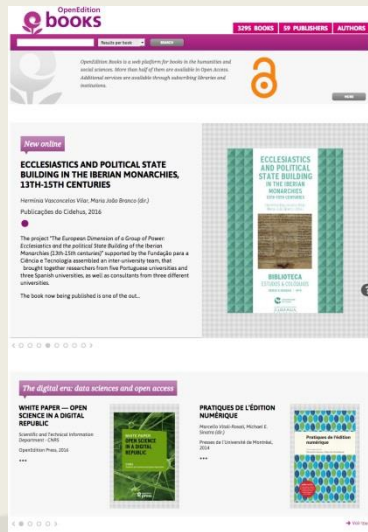 OpenEdition
books
3295 BOOKS 59 PUBLISHERS AUTHORS
Results per book SEARCH
OpenEdition Books is a web platform for books in the humanities and
social sciences. More than half of them are available in Open Access.
Additional services are available through subscribing libraries and
institutions.
MORE
New online
ECCLESIASTICS AND POLITICAL STATE
BUILDING IN THE IBERIAN MONARCHIES,
13TH-15TH CENTURIES
Hermínia Vasconcelos Vilar, Maria João Branco (dir.)
Publicações do Cidehus, 2016
The project "The European Dimension of a Group of Power:
Ecclesiastics and the political State Building of the Iberian
Monarchies (13th-15th centuries)" supported by the Fundação para a
Ciência e Tecnologia assembled an inter-university team, that
brought together researchers from five Portuguese universities and
three Spanish universities, as well as consultants from three different
universities.
The book now being published is one of the out...
ECCLESIASTICS
AND POLITICAL
STATE BUILDING
IN THE IBERIAN
MONARCHIES
13TH-15TH CENTURIES
BIBLIOTECA
ESTUDOS & COLÓQUIOS
The digital era: data sciences and open access
WHITE PAPER — OPEN
SCIENCE IN A DIGITAL
REPUBLIC
Scientific and Technical Information
Department - CNRS
OpenEdition Press, 2016
•••
WHITE PAPER
OPEN SCIENCE
IN A DIGITAL
REPUBLIC
PRATIQUES DE L'ÉDITION
NUMÉRIQUE
Marcello Vitali-Rosati, Michael E.
Sinatra (dir.)
Presses de l'Université de Montréal,
2014
•••
Pratiques de l'édition
numérique